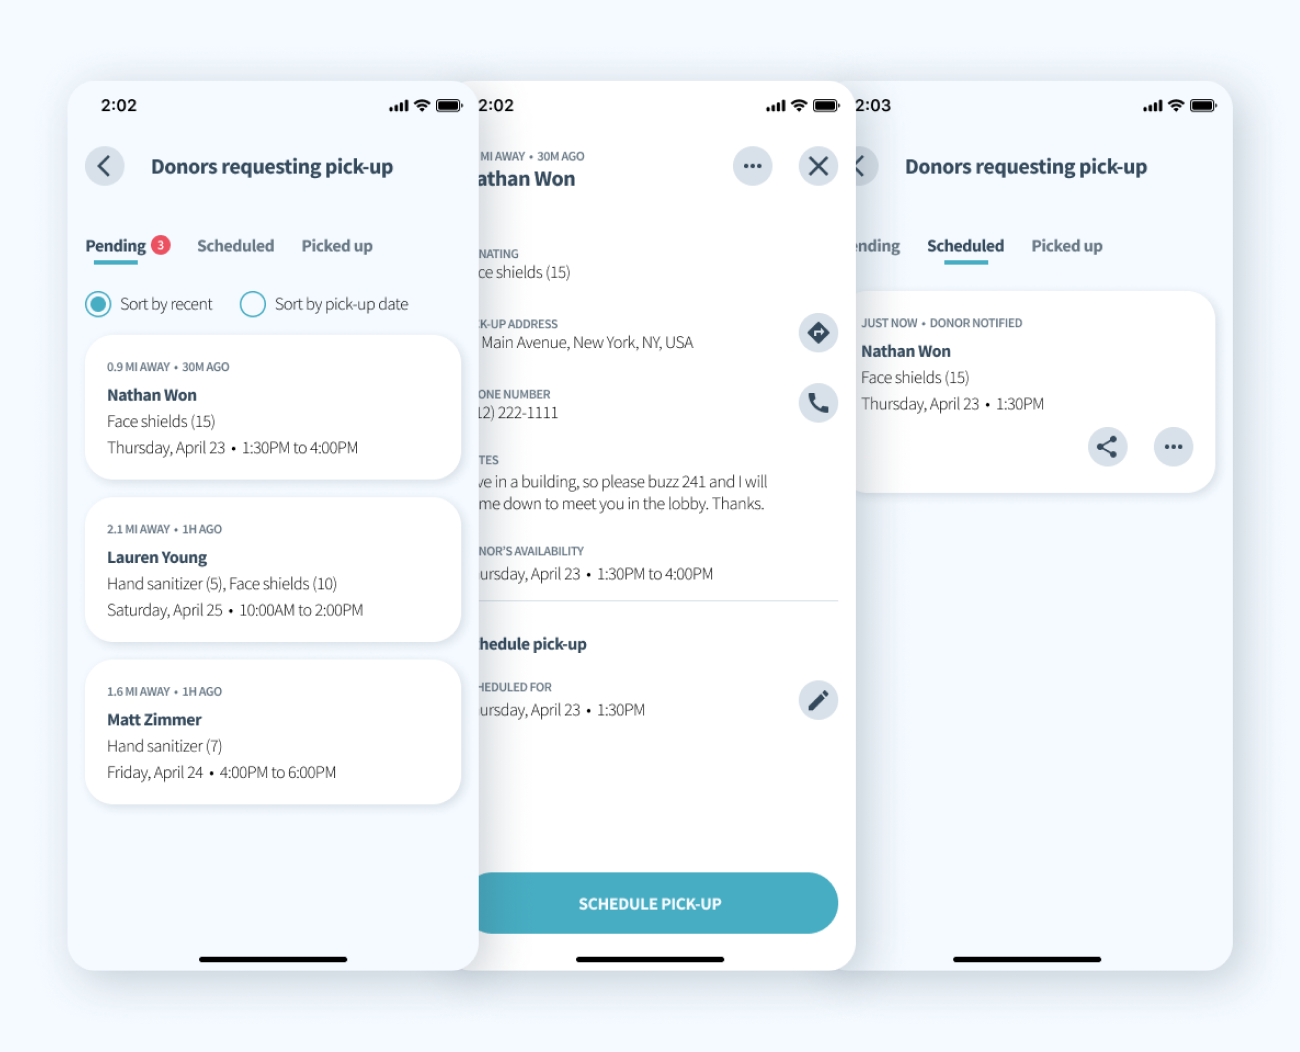 2:02
Donors requesting pick-up
Pending 3 Scheduled Picked up
Sort by recent Sort by pick-up date
0.9 MI AWAY • 30M AGO
Nathan Won
Face shields (15)
Thursday, April 23 • 1:30PM to 4:00PM
2.1 MI AWAY • 1H AGO
Lauren Young
Hand sanitizer (5), Face shields (10)
Saturday, April 25 • 10:00AM to 2:00PM
1.6 MI AWAY • 1H AGO
Matt Zimmer
Hand sanitizer (7)
Friday, April 24 • 4:00PM to 6:00PM
2:02
MI AWAY • 30M AGO
athan Won
NATING
ce shields (15)
K-UP ADDRESS
Main Avenue, New York, NY, USA
ONE NUMBER
12) 222-1111
TES
ve in a building, so please buzz 241 and I will
me down to meet you in the lobby. Thanks.
NOR'S AVAILABILITY
ursday, April 23 • 1:30PM to 4:00PM
hedule pick-up
HEDULED FOR
ursday, April 23 • 1:30PM
SCHEDULE PICK-UP
2:03
Donors requesting pick-up
ending Scheduled Picked up
JUST NOW • DONOR NOTIFIED
Nathan Won
Face shields (15)
Thursday, April 23 • 1:30PM